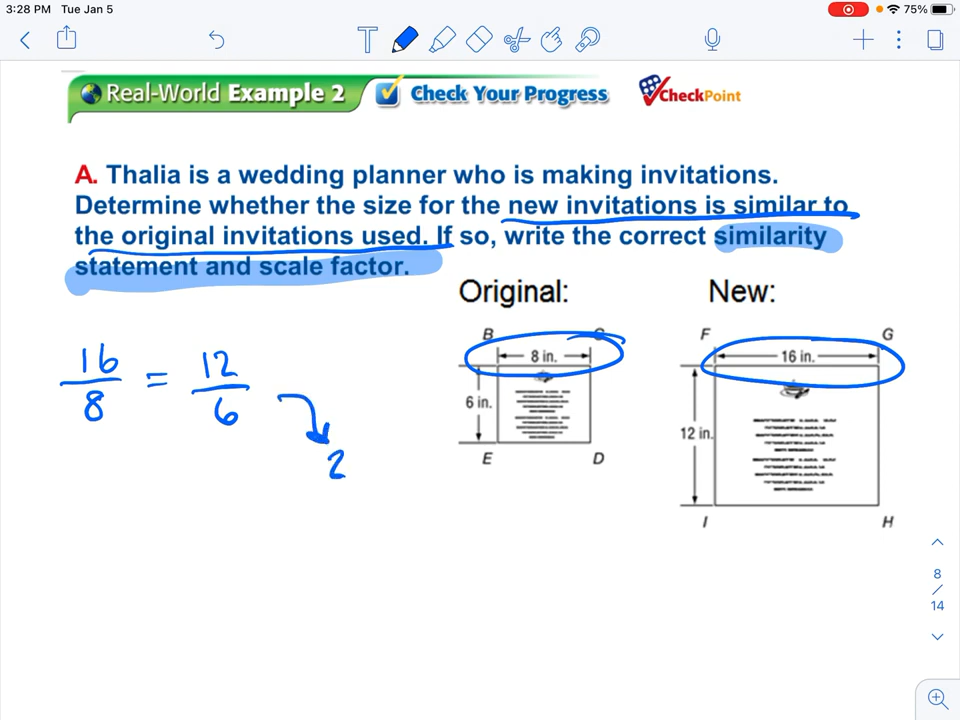 3:28 PM Tue Jan 5
75%
T
Real-World Example 2 Check Your Progress CheckPoint
A. Thalia is a wedding planner who is making invitations.
Determine whether the size for the new invitations is similar to
the original invitations used. If so, write the correct similarity
statement and scale factor.
Original: New:
B C F G
8 in. 16 in.
6 in. 12 in.
E D
I H
16/8 = 12/6
2
8
/
14